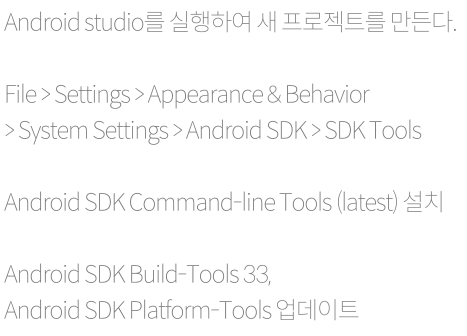 Android studio를 실행하여 새 프로젝트를 만든다.
File > Settings > Appearance & Behavior
> System Settings > Android SDK > SDK Tools
Android SDK Command-line Tools (latest) 설치
Android SDK Build-Tools 33,
Android SDK Platform-Tools 업데이트